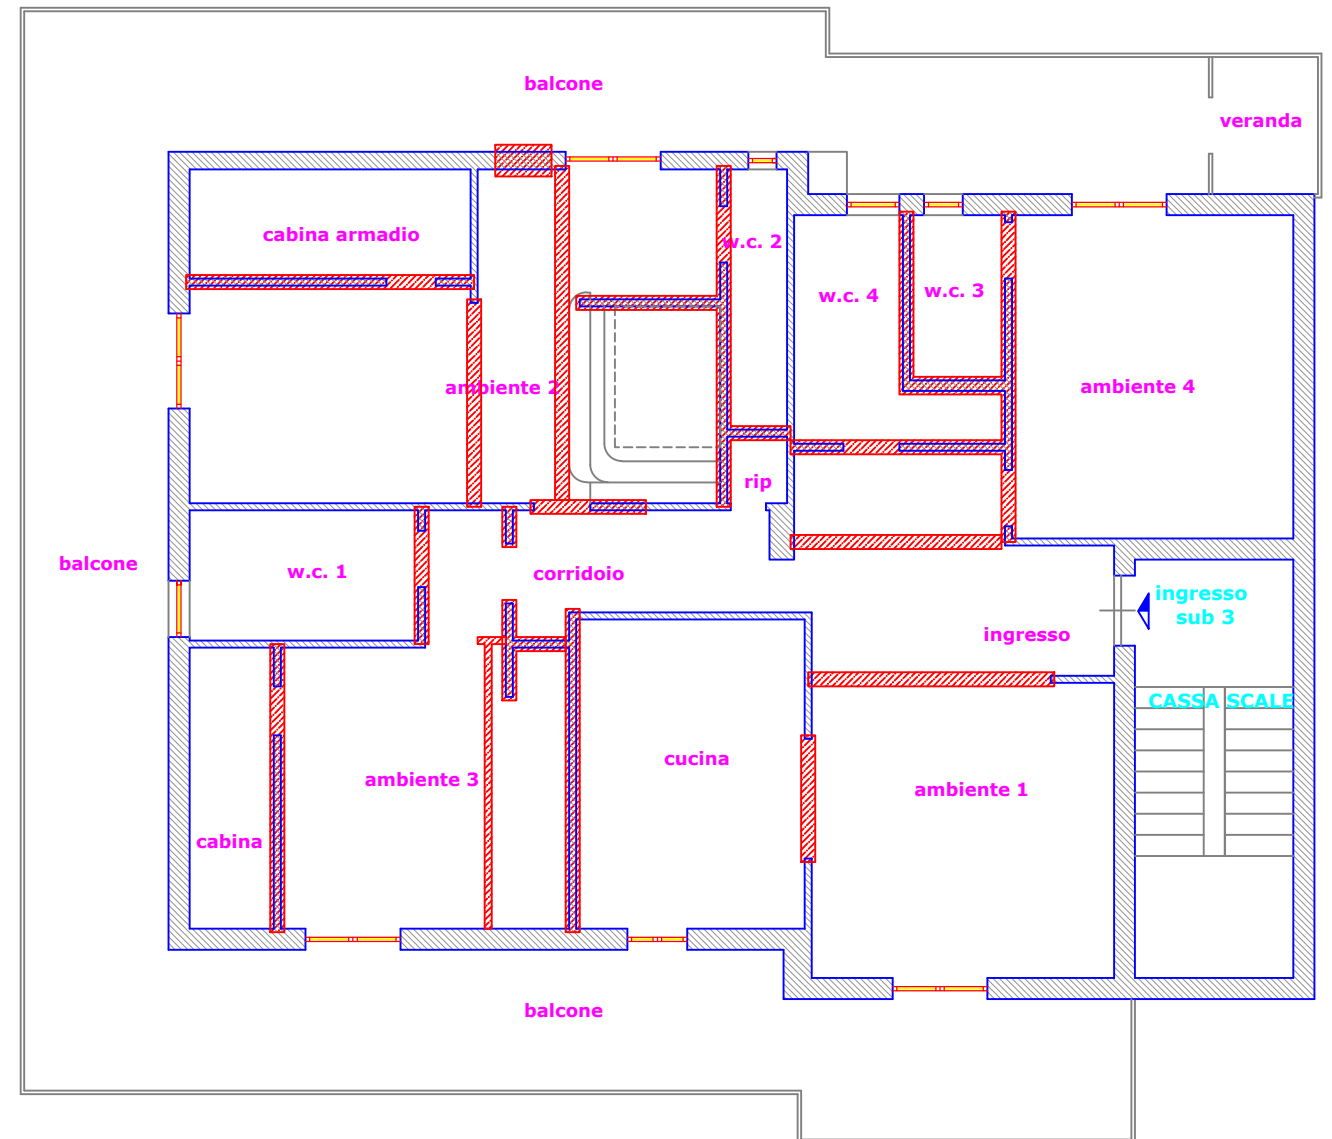 balcone
veranda
cabina armadio
w.c. 2
w.c. 4
w.c. 3
ambiente 2
ambiente 4
rip
balcone
w.c. 1
corridoio
ingresso
sub 3
ingresso
CASSA SCALE
cucina
ambiente 3
ambiente 1
cabina
balcone